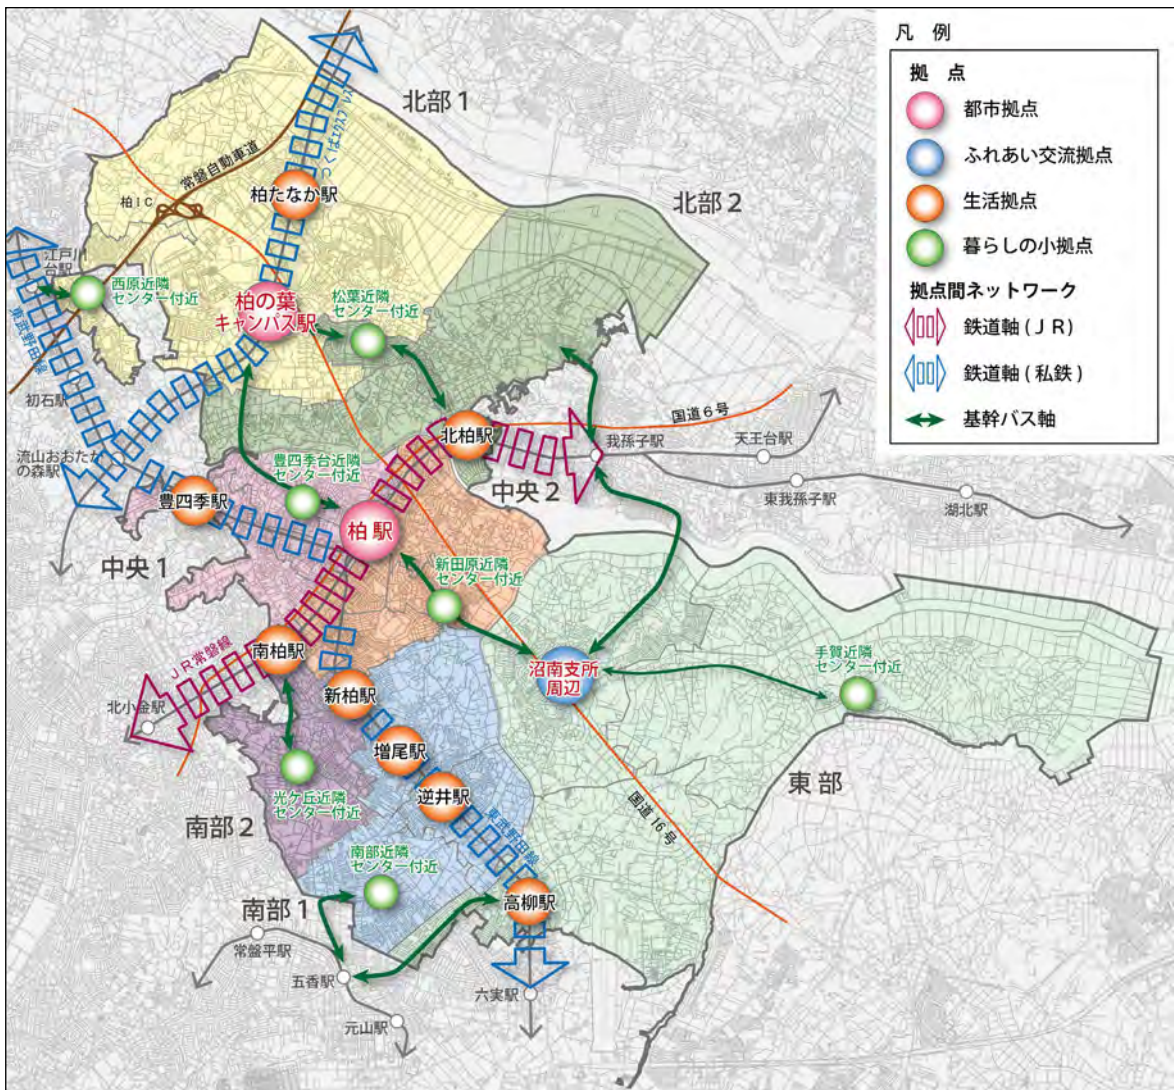 凡　例
拠　点
都市拠点
ふれあい交流拠点
生活拠点
暮らしの小拠点
拠点間ネットワーク
鉄道軸(ＪＲ)
鉄道軸(私鉄)
基幹バス軸
北部1
つくばエクスプレス
常磐自動車道
柏たなか駅
柏ＩＣ
北部2
江戸川
台駅
西原近隣
センター付近
柏の葉
キャンパス駅
松葉近隣
センター付近
東武野田線
初石駅
国道6号
北柏駅
我孫子駅
天王台駅
流山おおたか
の森駅
豊四季台近隣
センター付近
中央2
東我孫子駅
湖北駅
豊四季駅
柏駅
中央1
新田原近隣
センター付近
南柏駅
ＪＲ常磐線
沼南支所
周辺
手賀近隣
センター付近
新柏駅
北小金駅
増尾駅
光ケ丘近隣
センター付近
逆井駅
東部
南部2
国道16号
東武野田線
南部近隣
センター付近
高柳駅
南部1
常盤平駅
五香駅
六実駅
元山駅